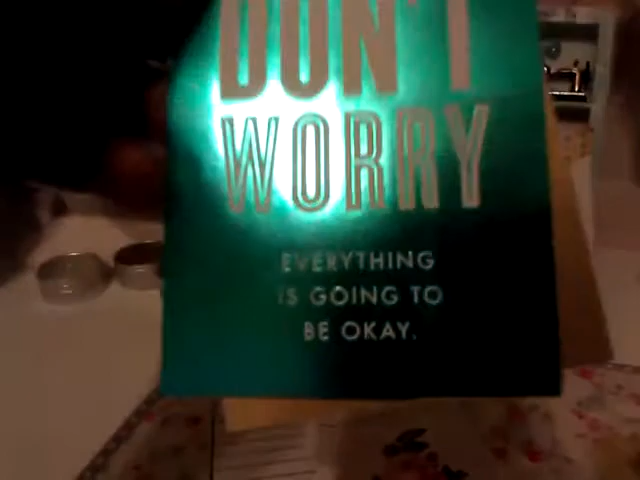 DON'T
WORRY
EVERYTHING
IS GOING TO
BE OKAY.